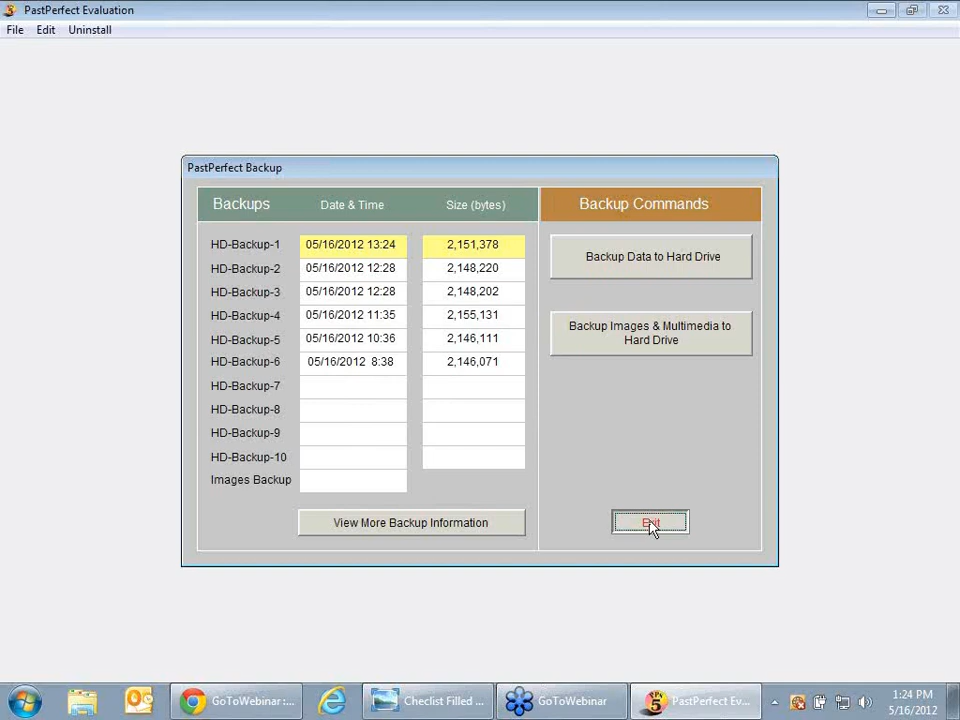 PastPerfect Evaluation
File Edit Uninstall
PastPerfect Backup
Backups Date & Time Size (bytes) Backup Commands
HD-Backup-1 05/16/2012 13:24 2,151,378
HD-Backup-2 05/16/2012 12:28 2,148,220
HD-Backup-3 05/16/2012 12:28 2,148,202
HD-Backup-4 05/16/2012 11:35 2,155,131
HD-Backup-5 05/16/2012 10:36 2,146,111
HD-Backup-6 05/16/2012 8:38 2,146,071
HD-Backup-7
HD-Backup-8
HD-Backup-9
HD-Backup-10
Images Backup
View More Backup Information
Backup Data to Hard Drive
Backup Images & Multimedia to
Hard Drive
Exit
GoToWebinar :...
Checlist Filled ...
GoToWebinar
PastPerfect Ev...
1:24 PM
5/16/2012